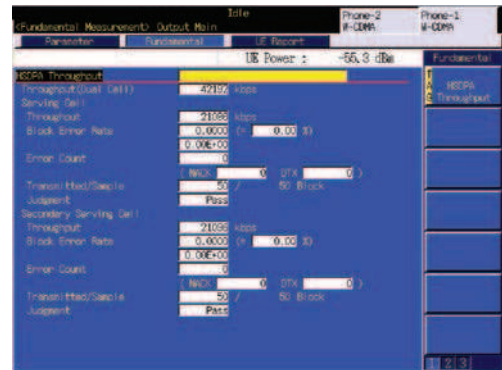 Idle
<Fundamental Measurement> Output Main
Phone-2
W-CDMA
Phone-1
W-CDMA
Parameter
Fundamental
UE Report
UE Power : -55.3 dBm
Fundamental
HSDPA Throughput
HSDPA
Throughput
Throughput(Dual Cell) 42196 kbps
Serving Cell
Throughput 21098 kbps
Block Error Rate 0.0000 (= 0.00 %)
0.00E+00
Error Count 0
( NACK 0 DTX 0 )
Transmitted/Sample 50 / 50 Block
Judgment Pass
Secondary Serving Cell
Throughput 21098 kbps
Block Error Rate 0.0000 (= 0.00 %)
0.00E+00
Error Count 0
( NACK 0 DTX 0 )
Transmitted/Sample 50 / 50 Block
Judgment Pass
1 2 3